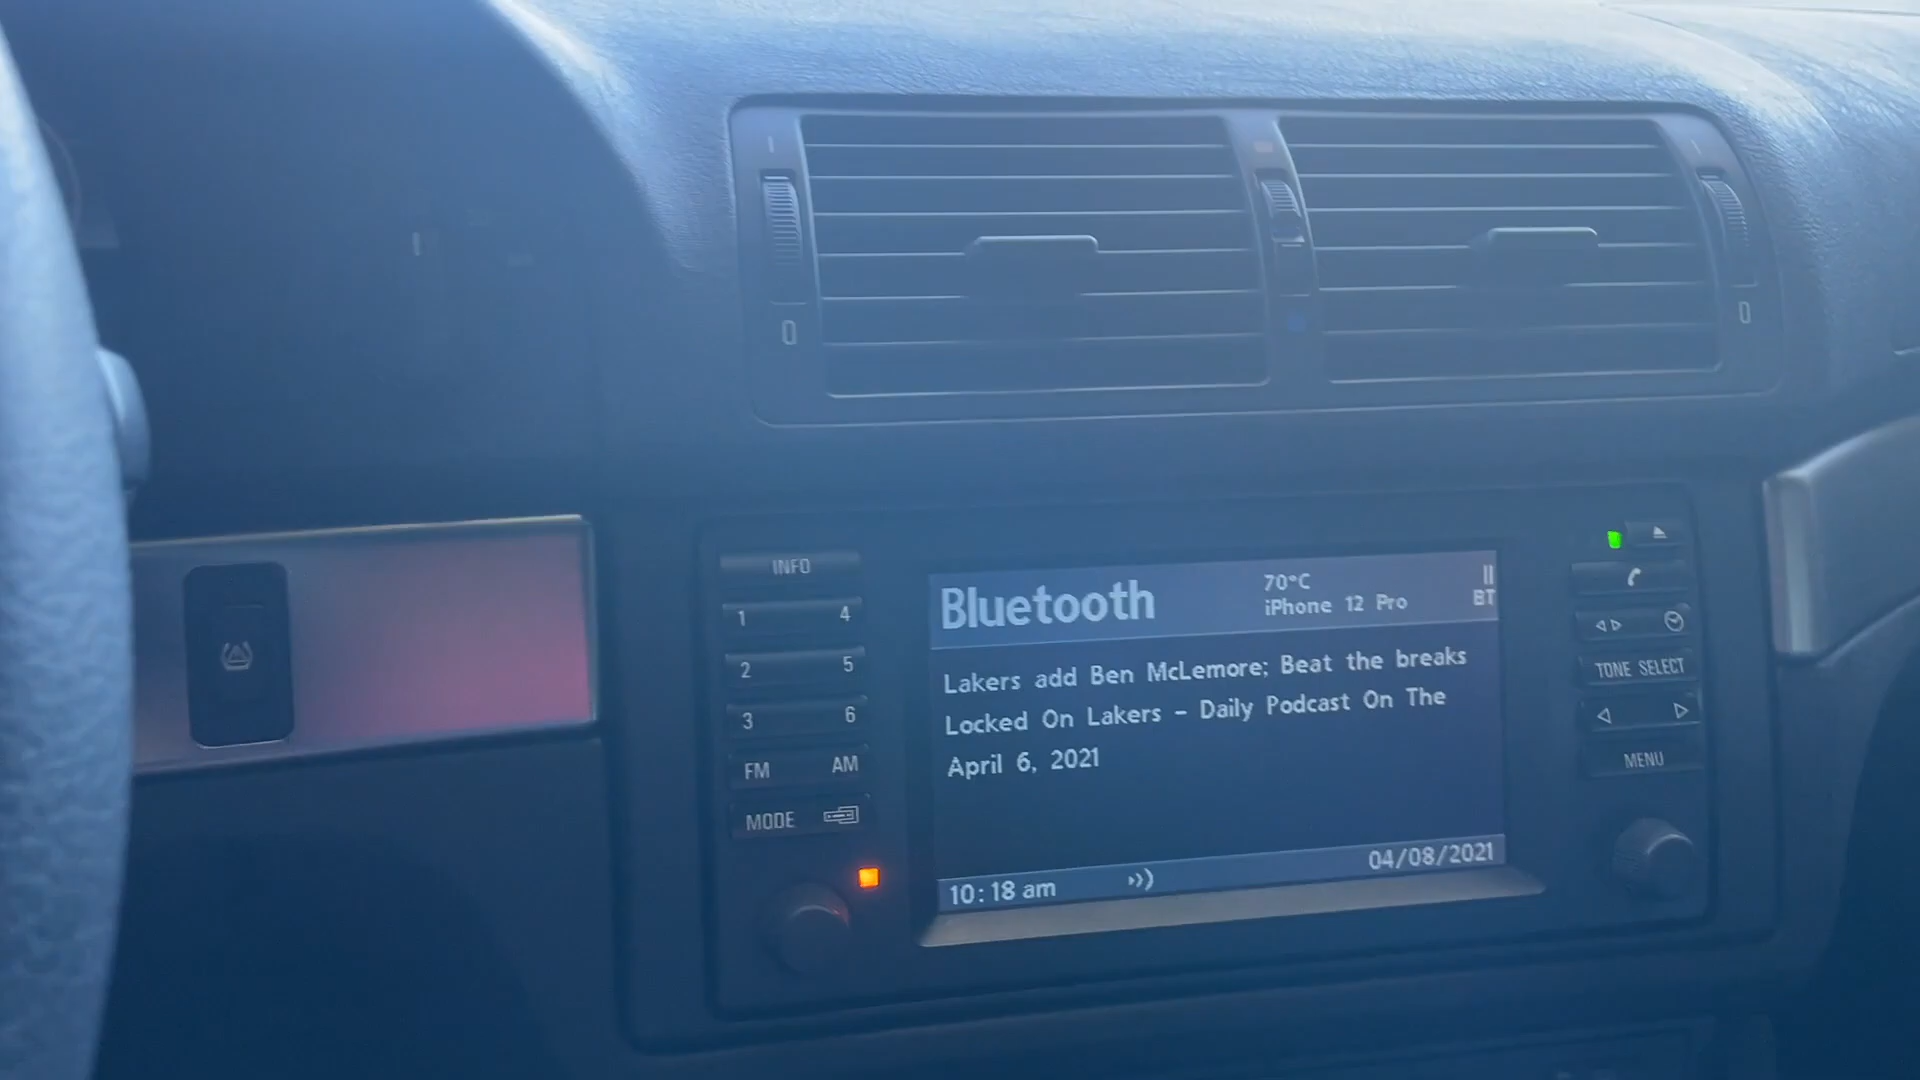 0
0
INFO
1 4
2 5
3 6
FM AM
MODE
Bluetooth
70°C
iPhone 12 Pro
BT
Lakers add Ben McLemore; Beat the breaks
Locked On Lakers - Daily Podcast On The
April 6, 2021
10:18 am
04/08/2021
TONE SELECT
MENU